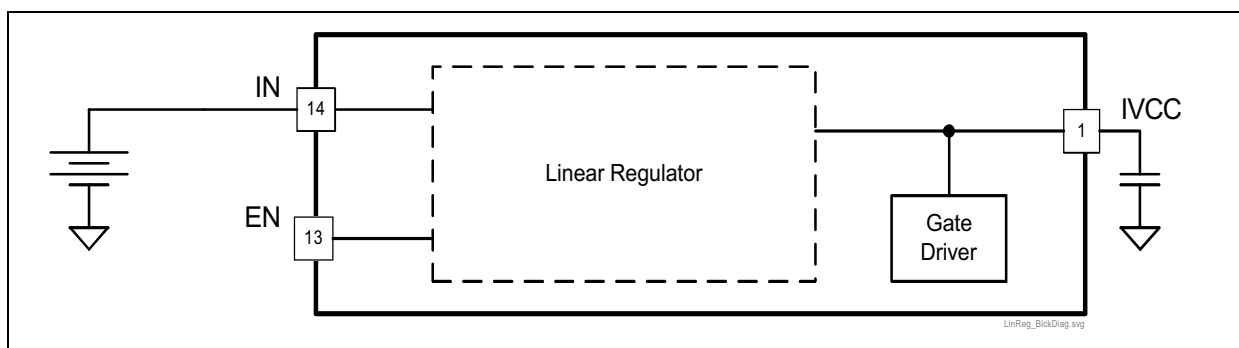 IN
14
EN
13
Linear Regulator
Gate
Driver
1
IVCC
LinReg_BlckDiag.svg